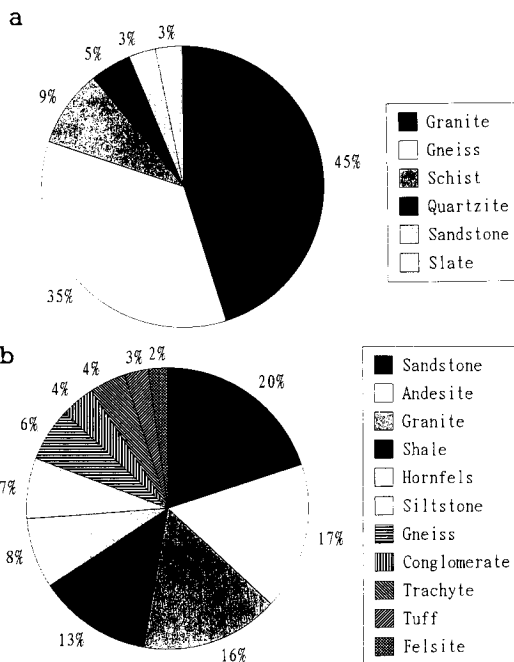 a
3%
3%
5%
9%
45%
35%
Granite
Gneiss
Schist
Quartzite
Sandstone
Slate
b
2%
3%
4%
4%
6%
7%
8%
13%
16%
17%
20%
Sandstone
Andesite
Granite
Shale
Hornfels
Siltstone
Gneiss
Conglomerate
Trachyte
Tuff
Felsite